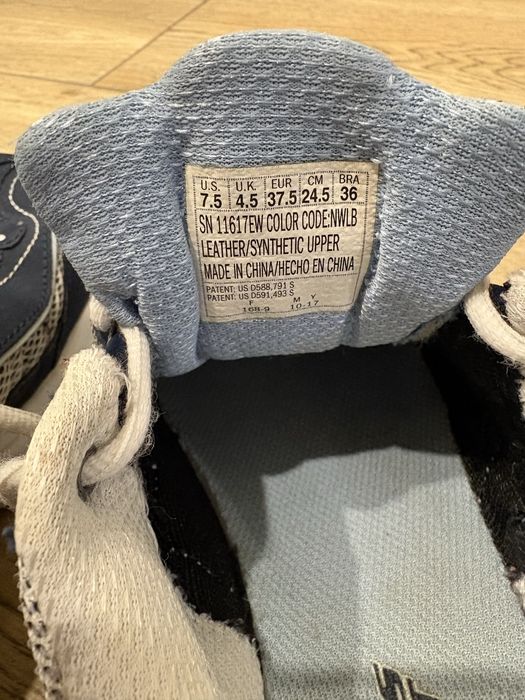 U.S. U.K. EUR CM BRA
7.5 4.5 37.5 24.5 36
SN 11617EW COLOR CODE:NWLB
LEATHER/SYNTHETIC UPPER
MADE IN CHINA/HECHO EN CHINA
PATENT: US D588,791 S
PATENT: US D591,493 S
F M Y
168-9 10-17